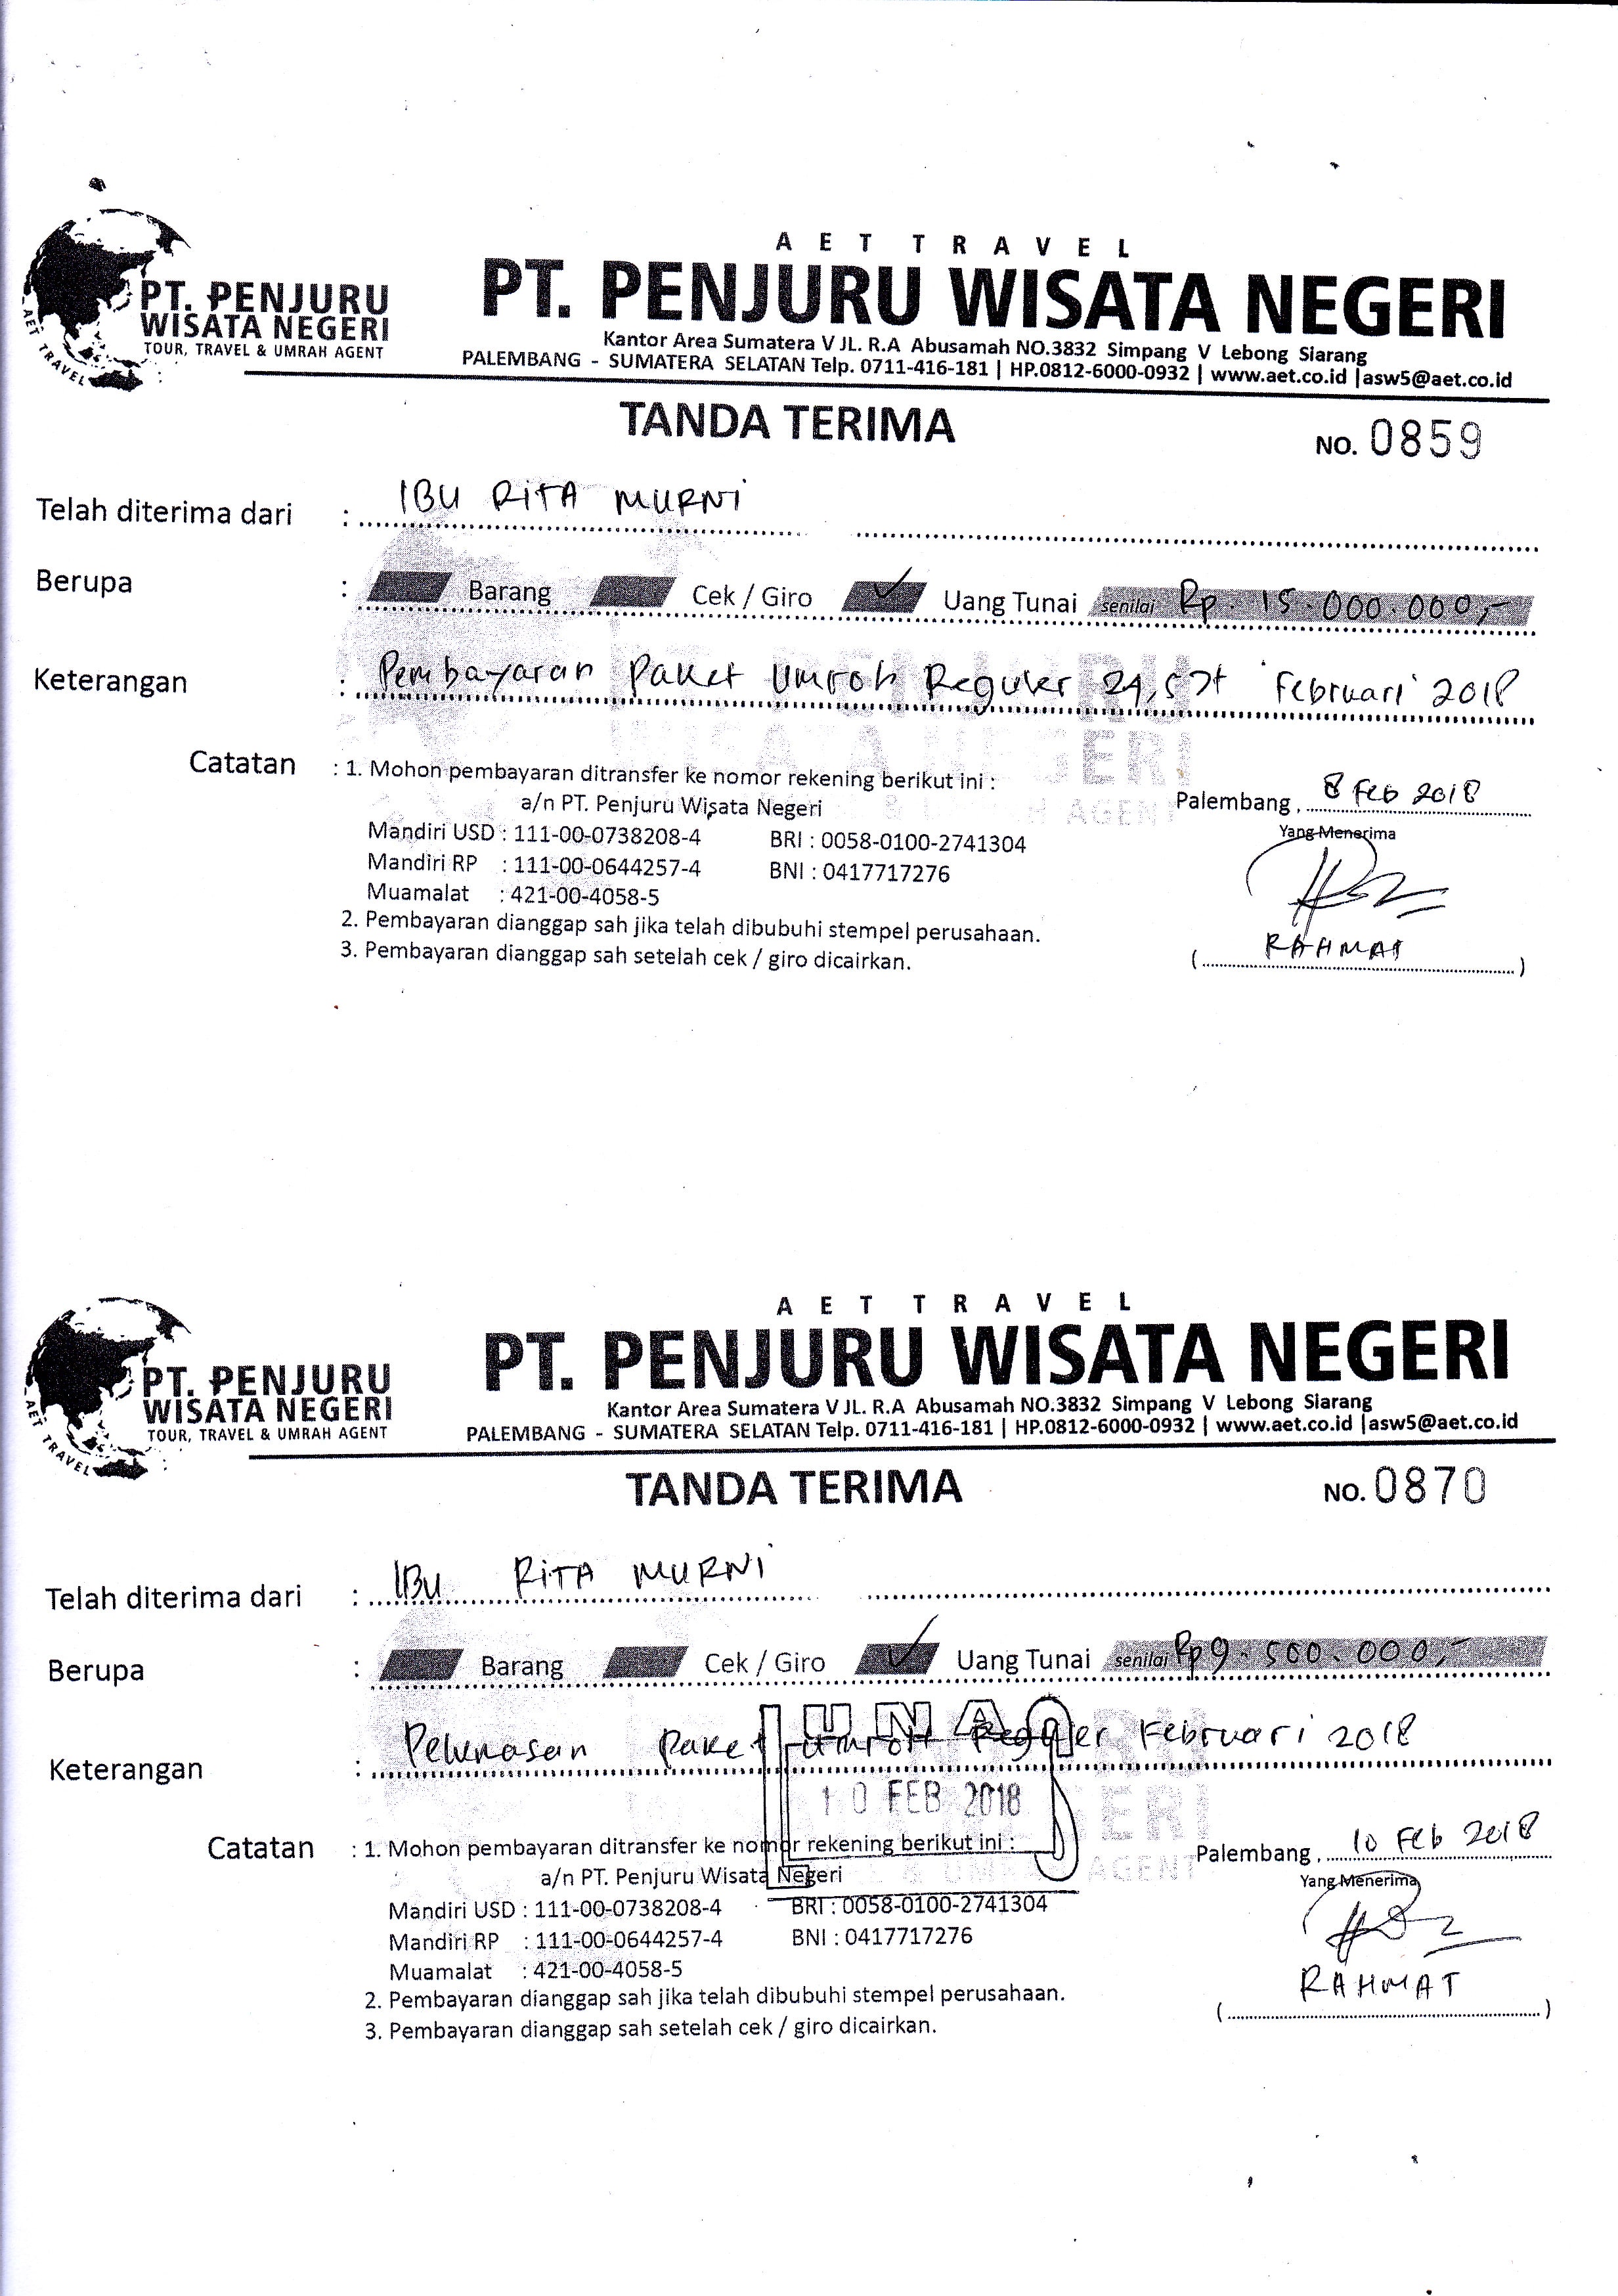 AET TRAVEL
PT. PENJURU WISATA NEGERI
PT. PENJURU
WISATA NEGERI
TOUR, TRAVEL & UMRAH AGENT
AET TRAVEL
Kantor Area Sumatera V JL. R.A Abusamah NO.3832 Simpang V Lebong Siarang
PALEMBANG - SUMATERA SELATAN Telp. 0711-416-181 | HP.0812-6000-0932 | www.aet.co.id |asw5@aet.co.id
TANDA TERIMA
NO. 0859
Telah diterima dari : IBU RITA MURNI
Berupa : Barang Cek / Giro ✓ Uang Tunai senilai Rp. 15.000.000,-
Keterangan : Pembayaran Paket Umroh Reguler 24,5 Jt Februari 2018
Catatan : 1. Mohon pembayaran ditransfer ke nomor rekening berikut ini :
a/n PT. Penjuru Wisata Negeri
Palembang, 8 Feb 2018
Mandiri USD : 111-00-0738208-4 BRI : 0058-0100-2741304
Yang Menerima
Mandiri RP : 111-00-0644257-4 BNI : 0417717276
Muamalat : 421-00-4058-5
2. Pembayaran dianggap sah jika telah dibubuhi stempel perusahaan.
3. Pembayaran dianggap sah setelah cek / giro dicairkan.
(RAHMAT)
AET TRAVEL
PT. PENJURU WISATA NEGERI
PT. PENJURU
WISATA NEGERI
TOUR, TRAVEL & UMRAH AGENT
AET TRAVEL
Kantor Area Sumatera V JL. R.A Abusamah NO.3832 Simpang V Lebong Siarang
PALEMBANG - SUMATERA SELATAN Telp. 0711-416-181 | HP.0812-6000-0932 | www.aet.co.id |asw5@aet.co.id
TANDA TERIMA
NO. 0870
Telah diterima dari : IBU RITA MURNI
Berupa : Barang Cek / Giro ✓ Uang Tunai senilai Rp 9.500.000,-
LUNAS
Keterangan : Pelunasan Paket Umroh Reguler Februari 2018
10 FEB 2018
Catatan : 1. Mohon pembayaran ditransfer ke nomor rekening berikut ini :
Palembang, 10 Feb 2018
a/n PT. Penjuru Wisata Negeri
Yang Menerima
Mandiri USD : 111-00-0738208-4 BRI : 0058-0100-2741304
Mandiri RP : 111-00-0644257-4 BNI : 0417717276
Muamalat : 421-00-4058-5
2. Pembayaran dianggap sah jika telah dibubuhi stempel perusahaan.
3. Pembayaran dianggap sah setelah cek / giro dicairkan.
(RAHMAT)